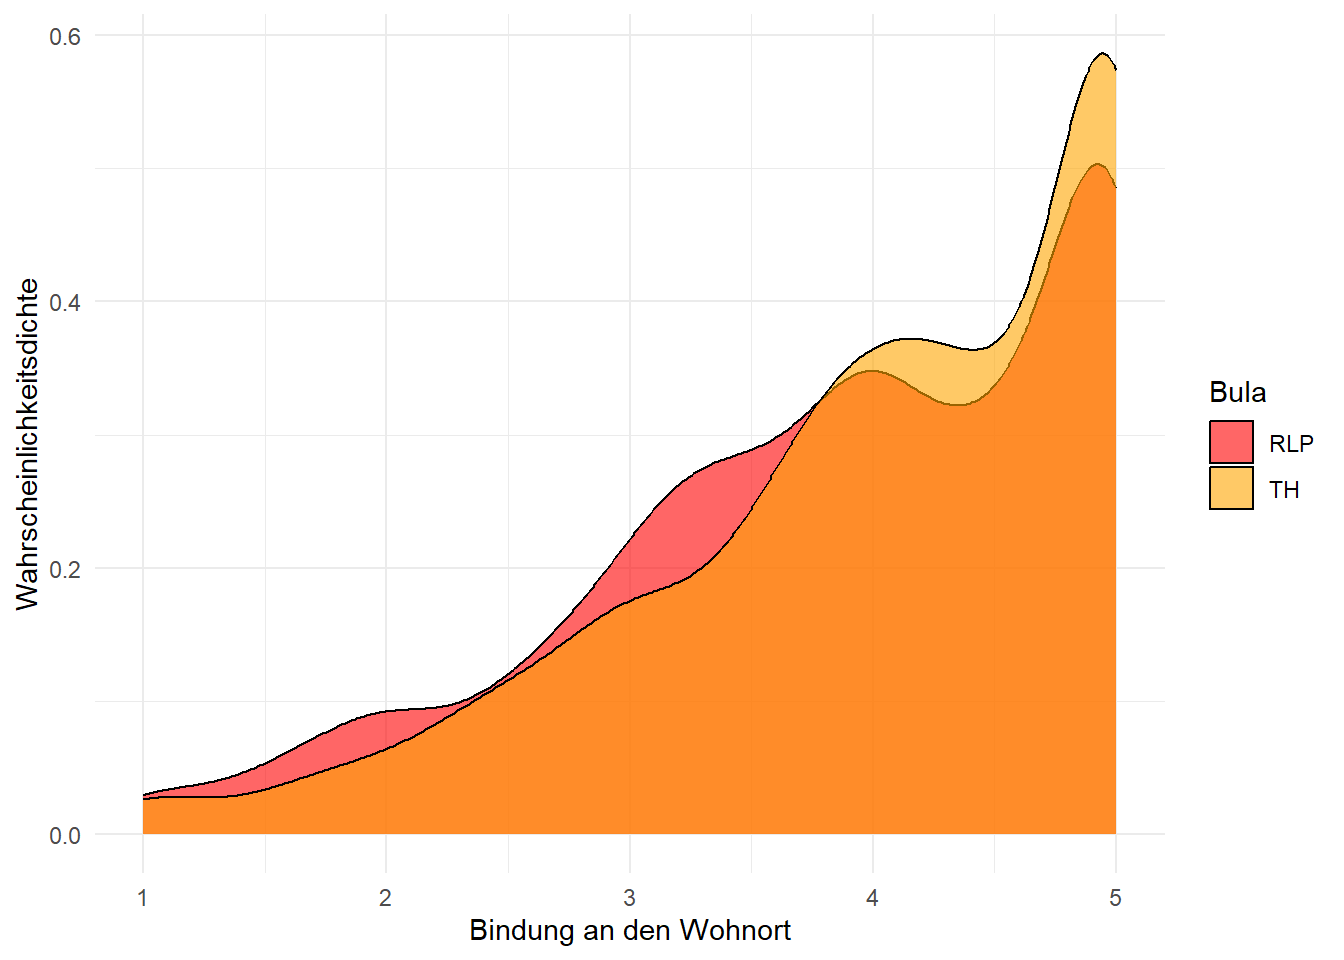 0.6
0.4
0.2
0.0
Wahrscheinlichkeitsdichte
1 2 3 4 5
Bindung an den Wohnort
Bula
RLP
TH